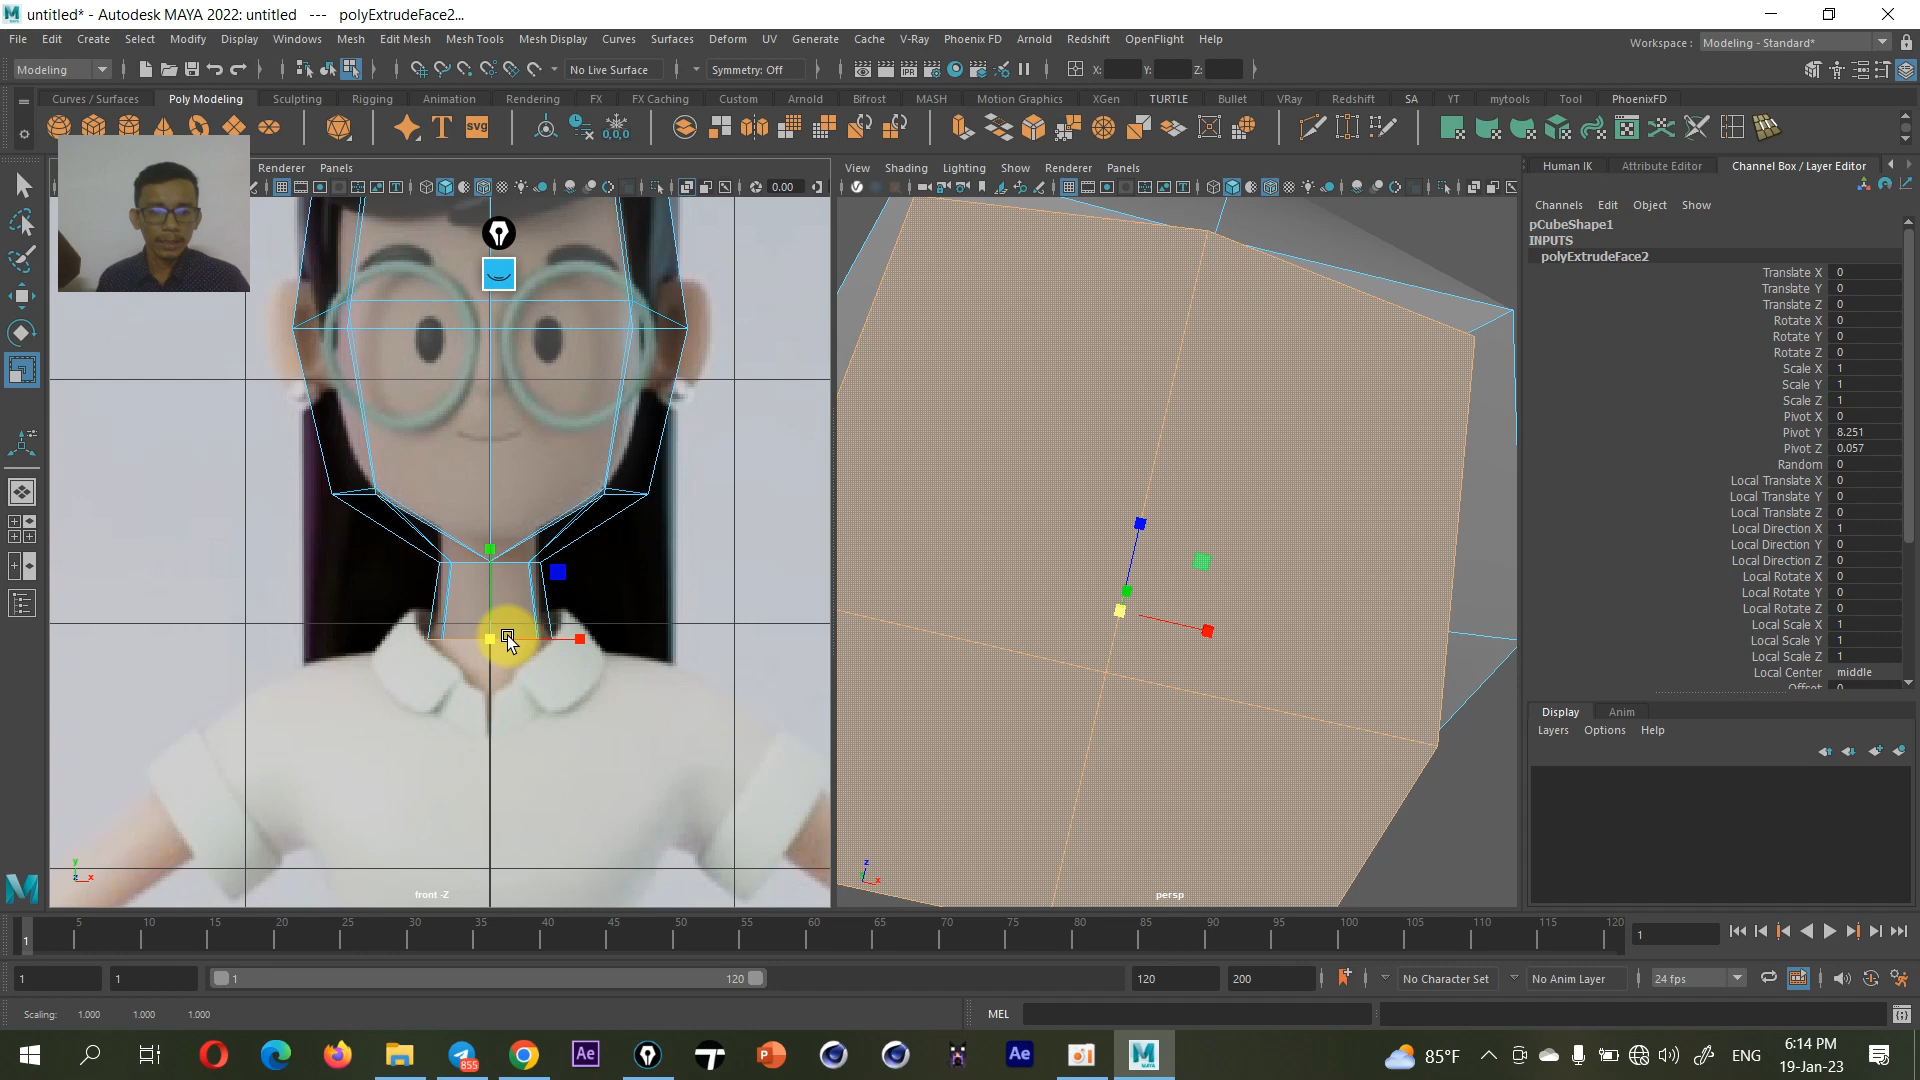 untitled* - Autodesk MAYA 2022: untitled   ---   polyExtrudeFace2...
File Edit Create Select Modify Display Windows Mesh Edit Mesh Mesh Tools Mesh Display Curves Surfaces Deform UV Generate Cache V-Ray Phoenix FD Arnold Redshift OpenFlight Help
Workspace : Modeling - Standard*
Modeling No Live Surface Symmetry: Off X: Y: Z:
Curves / Surfaces Poly Modeling Sculpting Rigging Animation Rendering FX FX Caching Custom Arnold Bifrost MASH Motion Graphics XGen TURTLE Bullet VRay Redshift SA YT mytools Tool PhoenixFD
T svg 0,0,0
Renderer Panels
View Shading Lighting Show Renderer Panels
0.00
Human IK Attribute Editor Channel Box / Layer Editor
Channels Edit Object Show
pCubeShape1
INPUTS
polyExtrudeFace2
Translate X 0
Translate Y 0
Translate Z 0
Rotate X 0
Rotate Y 0
Rotate Z 0
Scale X 1
Scale Y 1
Scale Z 1
Pivot X 0
Pivot Y 8.251
Pivot Z 0.057
Random 0
Local Translate X 0
Local Translate Y 0
Local Translate Z 0
Local Direction X 1
Local Direction Y 0
Local Direction Z 0
Local Rotate X 0
Local Rotate Y 0
Local Rotate Z 0
Local Scale X 1
Local Scale Y 1
Local Scale Z 1
Local Center middle
Offset 0
Display Anim
Layers Options Help
y
z x
front -Z
z
x
persp
5 10 15 20 25 30 35 40 45 50 55 60 65 70 75 80 85 90 95 100 105 110 115 120
1
1
1 1 1 120 120 200 No Character Set No Anim Layer 24 fps
Scaling: 1.000 1.000 1.000
MEL
855
Ae
Ae
85°F
ENG
6:14 PM
19-Jan-23